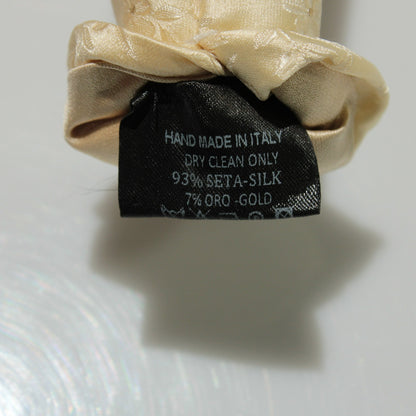 HAND MADE IN ITALY
DRY CLEAN ONLY
93% SETA-SILK
7% ORO -GOLD